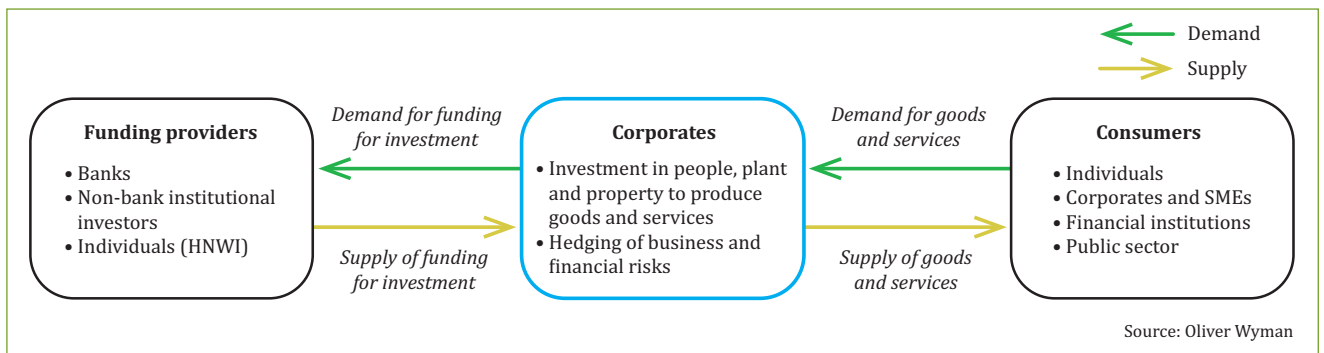 Demand
Supply
Funding providers
• Banks
• Non-bank institutional
investors
• Individuals (HNWI)
Demand for funding
for investment
Supply of funding
for investment
Corporates
• Investment in people, plant
and property to produce
goods and services
• Hedging of business and
financial risks
Demand for goods
and services
Supply of goods
and services
Consumers
• Individuals
• Corporates and SMEs
• Financial institutions
• Public sector
Source: Oliver Wyman